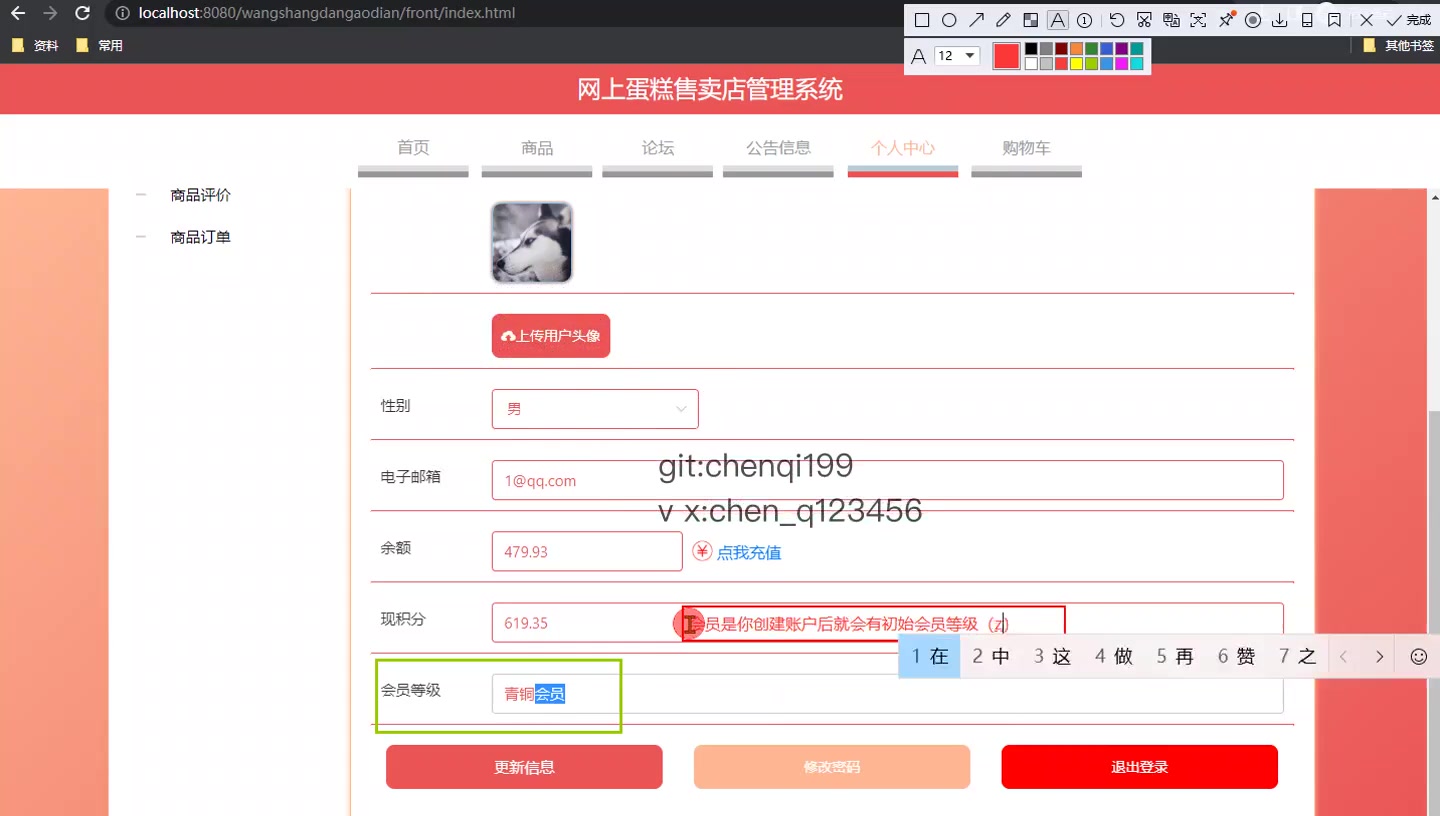 localhost:8080/wangshangdangaodian/front/index.html
完成
资料
常用
其他书签
A 12
网上蛋糕售卖店管理系统
首页
商品
论坛
公告信息
个人中心
购物车
商品评价
商品订单
上传用户头像
性别
男
电子邮箱
1@qq.com
git:chenqi199
v x:chen_q123456
余额
479.93
点我充值
现积分
619.35
员是你创建账户后就会有初始会员等级（z）
1 在 2 中 3 这 4 做 5 再 6 赞 7 之
会员等级
青铜会员
更新信息
修改密码
退出登录